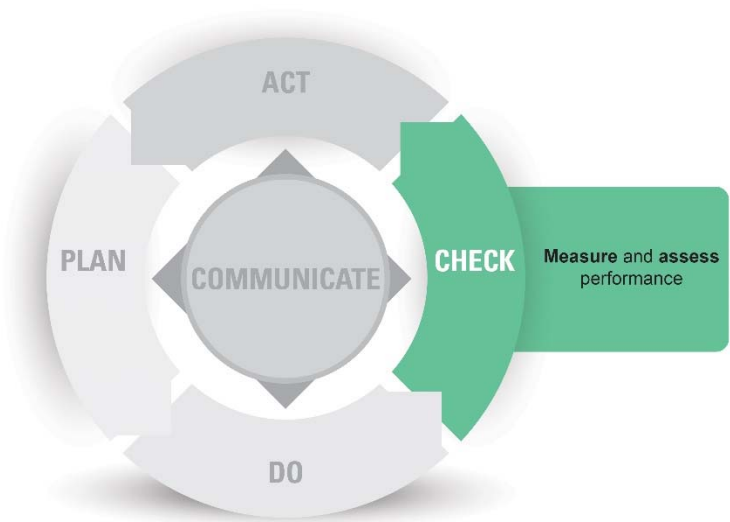 ACT
PLAN
COMMUNICATE
CHECK
Measure and assess
performance
DO